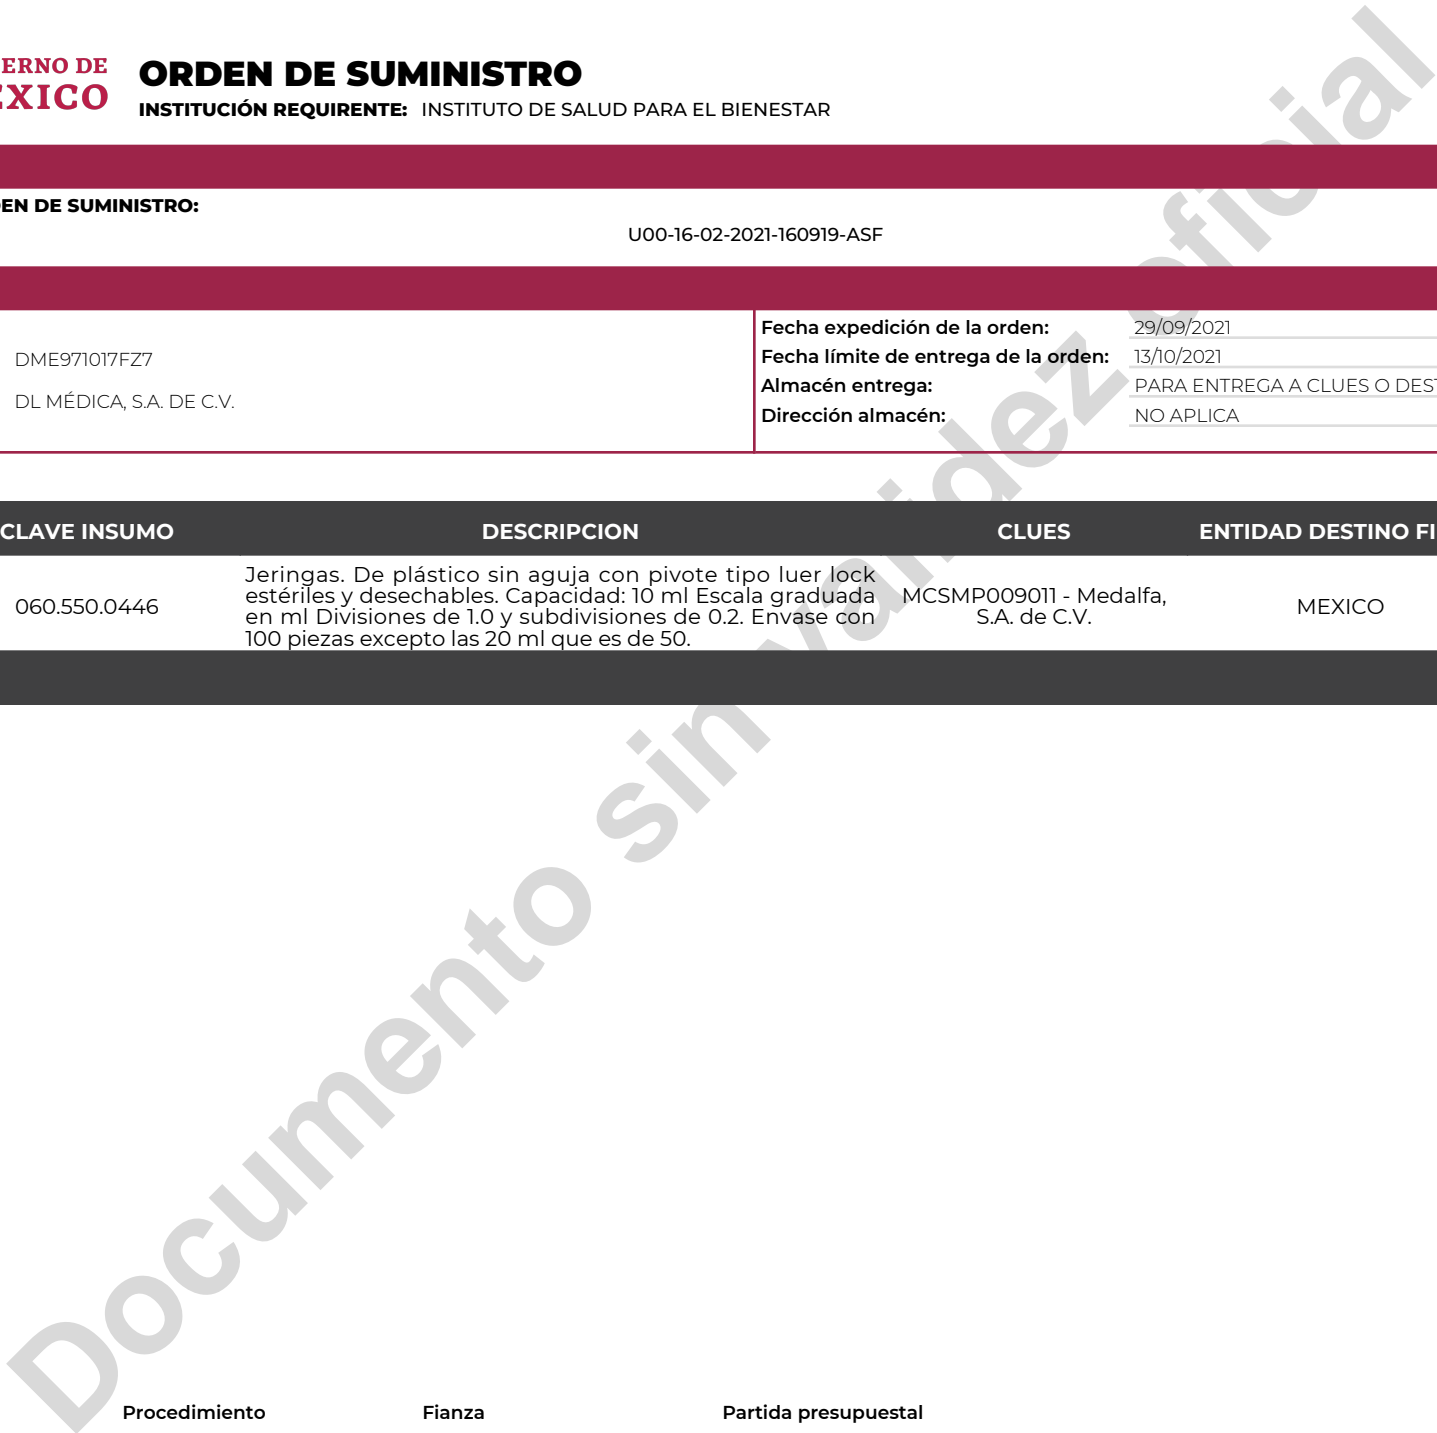 ERNO DE
EXICO
ORDEN DE SUMINISTRO
INSTITUCIÓN REQUIRENTE: INSTITUTO DE SALUD PARA EL BIENESTAR
EN DE SUMINISTRO:
U00-16-02-2021-160919-ASF
DME971017FZ7
DL MÉDICA, S.A. DE C.V.
Fecha expedición de la orden: 29/09/2021
Fecha límite de entrega de la orden: 13/10/2021
Almacén entrega: PARA ENTREGA A CLUES O DEST
Dirección almacén: NO APLICA
CLAVE INSUMO DESCRIPCION CLUES ENTIDAD DESTINO FI
060.550.0446
Jeringas. De plástico sin aguja con pivote tipo luer lock
estériles y desechables. Capacidad: 10 ml Escala graduada
en ml Divisiones de 1.0 y subdivisiones de 0.2. Envase con
100 piezas excepto las 20 ml que es de 50.
MCSMP009011 - Medalfa,
S.A. de C.V.
MEXICO
Documento sin validez oficial
Procedimiento Fianza Partida presupuestal